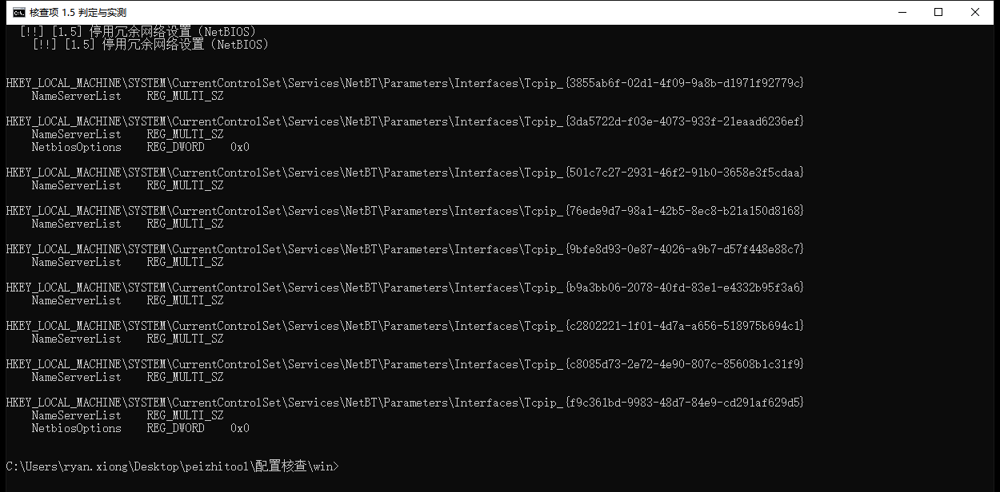 核查项 1.5 判定与实测
[!!] [1.5] 停用冗余网络设置（NetBIOS）
[!!] [1.5] 停用冗余网络设置（NetBIOS）
HKEY_LOCAL_MACHINE\SYSTEM\CurrentControlSet\Services\NetBT\Parameters\Interfaces\Tcpip_{3855ab6f-02d1-4f09-9a8b-d1971f92779c}
NameServerList    REG_MULTI_SZ
HKEY_LOCAL_MACHINE\SYSTEM\CurrentControlSet\Services\NetBT\Parameters\Interfaces\Tcpip_{3da5722d-f03e-4073-933f-21eaad6236ef}
NameServerList    REG_MULTI_SZ
NetbiosOptions    REG_DWORD    0x0
HKEY_LOCAL_MACHINE\SYSTEM\CurrentControlSet\Services\NetBT\Parameters\Interfaces\Tcpip_{501c7c27-2931-46f2-91b0-3658e3f5cdaa}
NameServerList    REG_MULTI_SZ
HKEY_LOCAL_MACHINE\SYSTEM\CurrentControlSet\Services\NetBT\Parameters\Interfaces\Tcpip_{76ede9d7-98a1-42b5-8ec8-b21a150d8168}
NameServerList    REG_MULTI_SZ
HKEY_LOCAL_MACHINE\SYSTEM\CurrentControlSet\Services\NetBT\Parameters\Interfaces\Tcpip_{9bfe8d93-0e87-4026-a9b7-d57f448e88c7}
NameServerList    REG_MULTI_SZ
HKEY_LOCAL_MACHINE\SYSTEM\CurrentControlSet\Services\NetBT\Parameters\Interfaces\Tcpip_{b9a3bb06-2078-40fd-83e1-e4332b95f3a6}
NameServerList    REG_MULTI_SZ
HKEY_LOCAL_MACHINE\SYSTEM\CurrentControlSet\Services\NetBT\Parameters\Interfaces\Tcpip_{c2802221-1f01-4d7a-a656-518975b694c1}
NameServerList    REG_MULTI_SZ
HKEY_LOCAL_MACHINE\SYSTEM\CurrentControlSet\Services\NetBT\Parameters\Interfaces\Tcpip_{c8085d73-2e72-4e90-807c-85608b1c31f9}
NameServerList    REG_MULTI_SZ
HKEY_LOCAL_MACHINE\SYSTEM\CurrentControlSet\Services\NetBT\Parameters\Interfaces\Tcpip_{f9c361bd-9983-48d7-84e9-cd291af629d5}
NameServerList    REG_MULTI_SZ
NetbiosOptions    REG_DWORD    0x0
C:\Users\ryan.xiong\Desktop\peizhitool\配置核查\win>